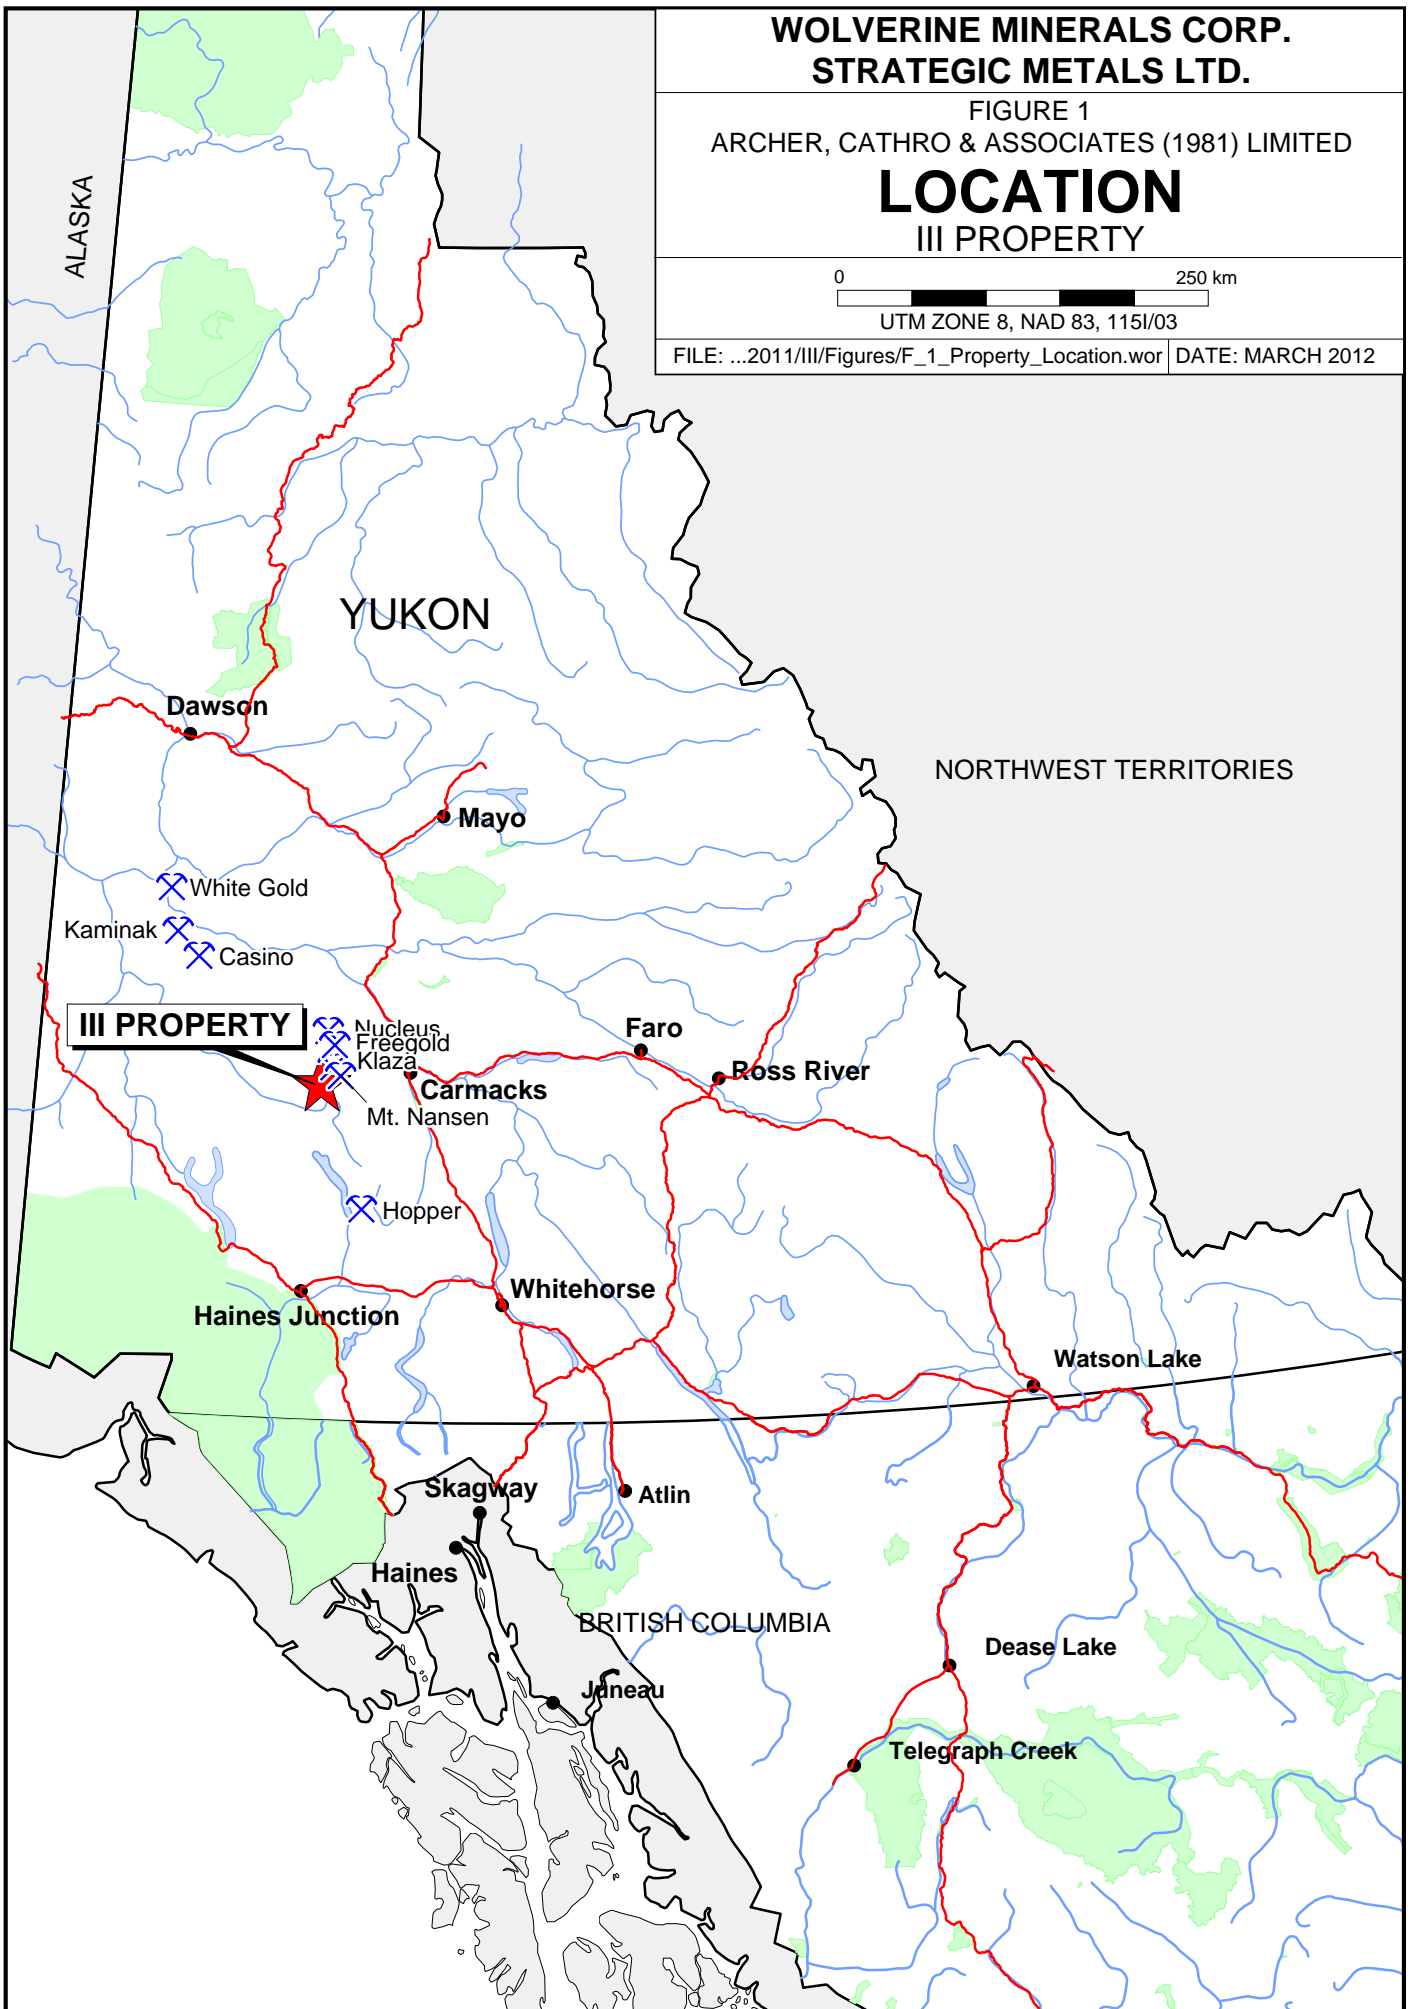 WOLVERINE MINERALS CORP.
STRATEGIC METALS LTD.
FIGURE 1
ARCHER, CATHRO & ASSOCIATES (1981) LIMITED
LOCATION
III PROPERTY
0 250 km
UTM ZONE 8, NAD 83, 115I/03
FILE: ...2011/III/Figures/F_1_Property_Location.wor DATE: MARCH 2012
ALASKA
YUKON
Dawson
NORTHWEST TERRITORIES
Mayo
White Gold
Kaminak
Casino
III PROPERTY
Nucleus
Freegold
Klaza
Faro
Ross River
Carmacks
Mt. Nansen
Hopper
Whitehorse
Haines Junction
Watson Lake
Skagway
Atlin
Haines
BRITISH COLUMBIA
Dease Lake
Juneau
Telegraph Creek